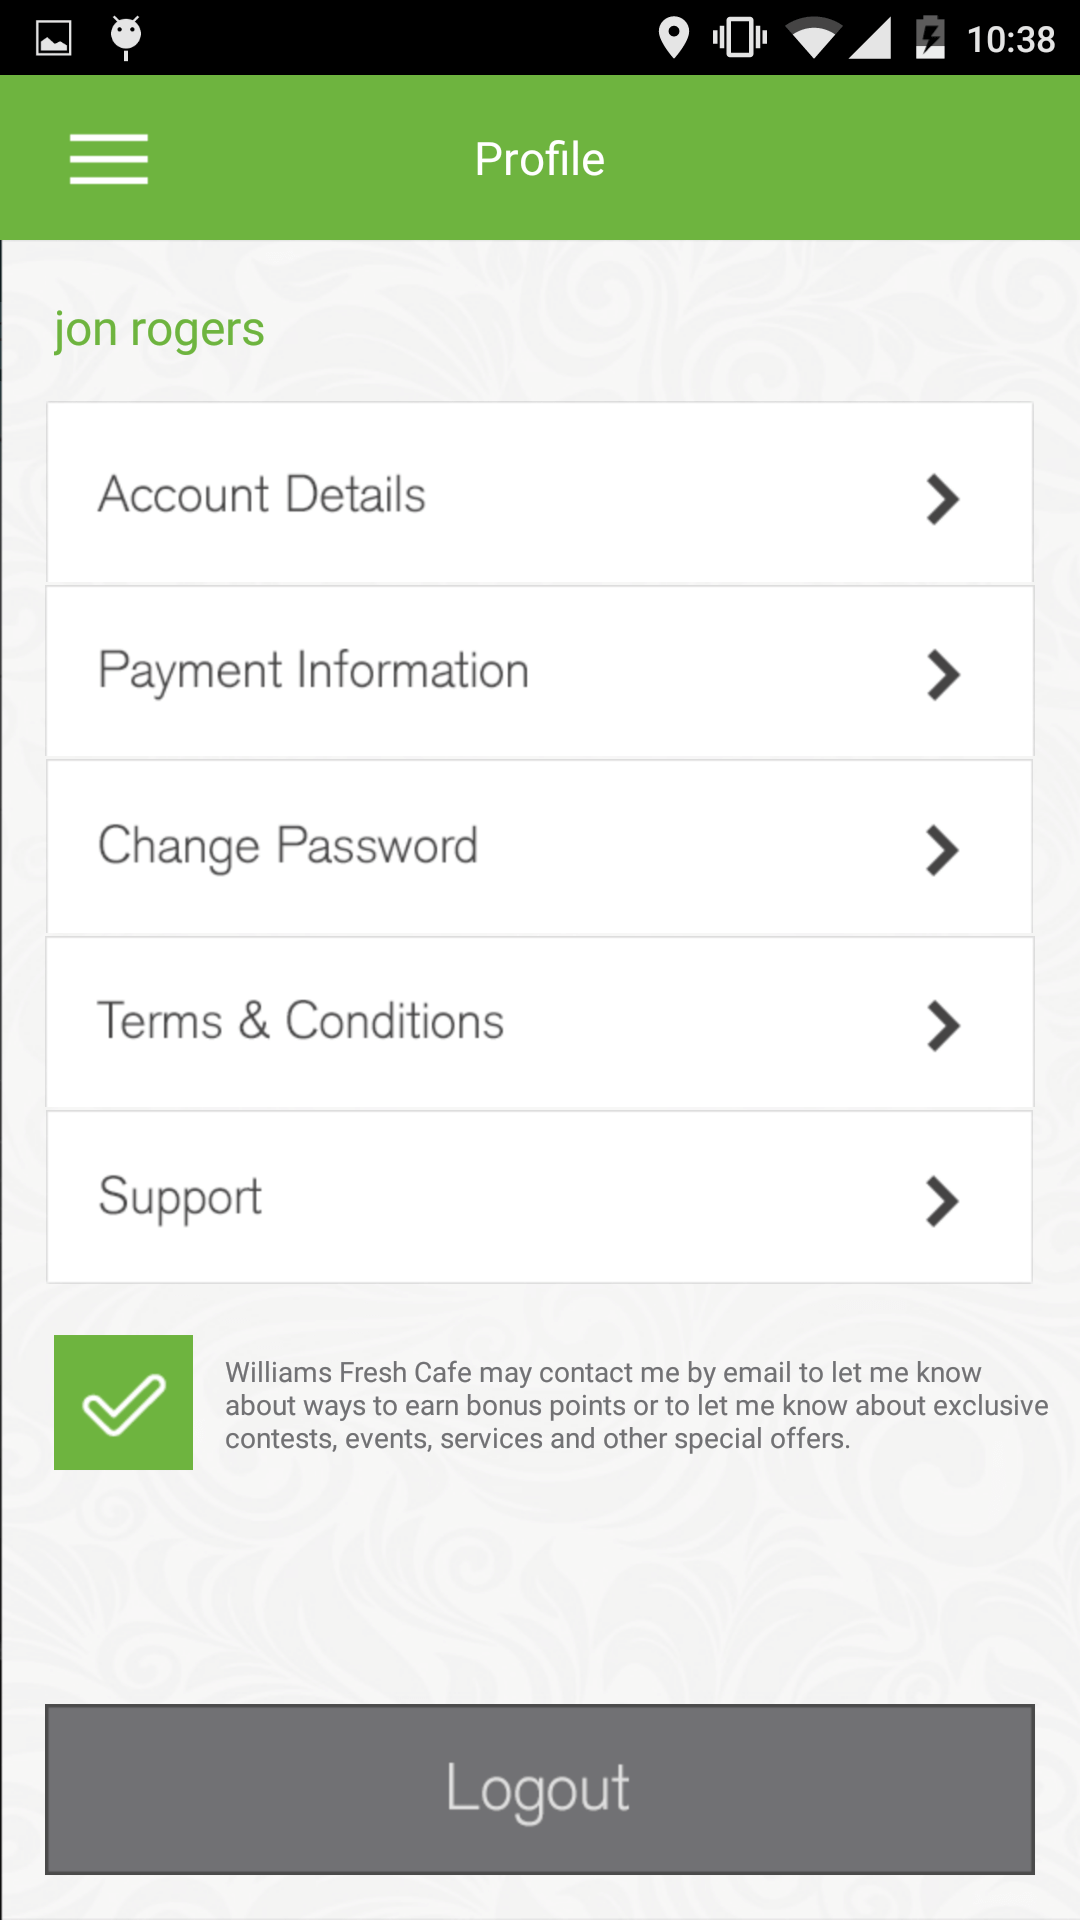 10:38
Profile
jon rogers
Account Details
Payment Information
Change Password
Terms & Conditions
Support
Williams Fresh Cafe may contact me by email to let me know
about ways to earn bonus points or to let me know about exclusive
contests, events, services and other special offers.
Logout